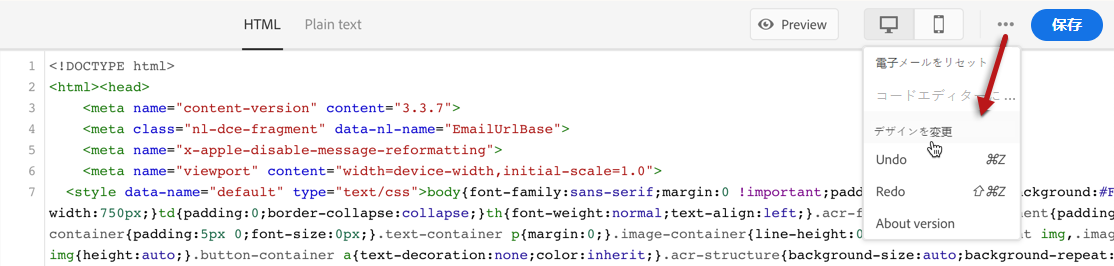 HTML Plain text Preview ••• 保存
電子メールをリセット
コードエディターに ...
デザインを変更
Undo ⌘Z
Redo ⇧⌘Z
About version
1 <!DOCTYPE html>
2 <html><head>
3 <meta name="content-version" content="3.3.7">
4 <meta class="nl-dce-fragment" data-nl-name="EmailUrlBase">
5 <meta name="x-apple-disable-message-reformatting">
6 <meta name="viewport" content="width=device-width,initial-scale=1.0">
7 <style data-name="default" type="text/css">body{font-family:sans-serif;margin:0 !important;padd ackground:#F
width:750px;}td{padding:0;border-collapse:collapse;}th{font-weight:normal;text-align:left;}.acr-f ent{padding
container{padding:5px 0;font-size:0px;}.text-container p{margin:0;}.image-container{line-height:0 at img,.image
img{height:auto;}.button-container a{text-decoration:none;color:inherit;}.acr-structure{background-size:auto;background-repeat: